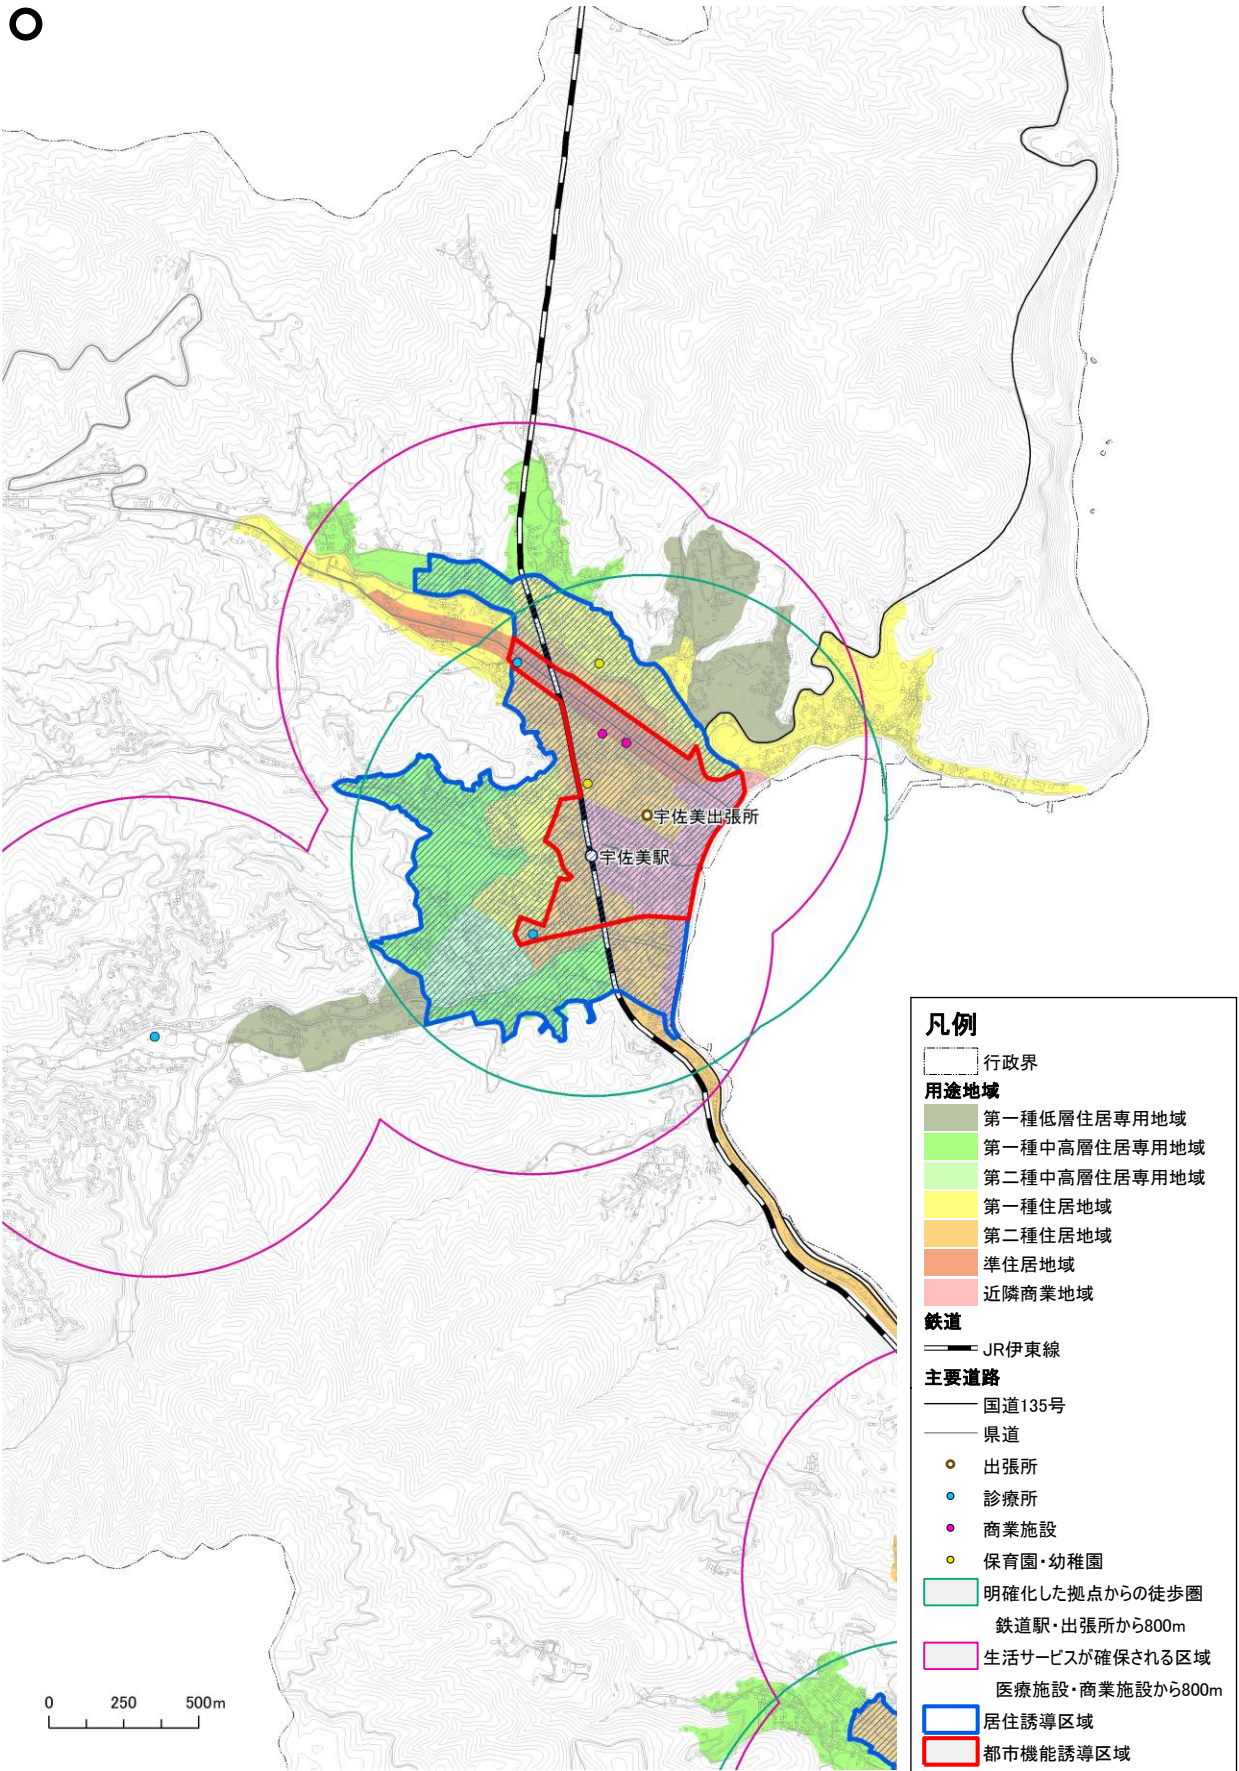 宇佐美出張所
宇佐美駅
凡例
行政界
用途地域
第一種低層住居専用地域
第一種中高層住居専用地域
第二種中高層住居専用地域
第一種住居地域
第二種住居地域
準住居地域
近隣商業地域
鉄道
JR伊東線
主要道路
国道135号
県道
出張所
診療所
商業施設
保育園・幼稚園
明確化した拠点からの徒歩圏
鉄道駅・出張所から800m
生活サービスが確保される区域
医療施設・商業施設から800m
居住誘導区域
都市機能誘導区域
0 250 500m